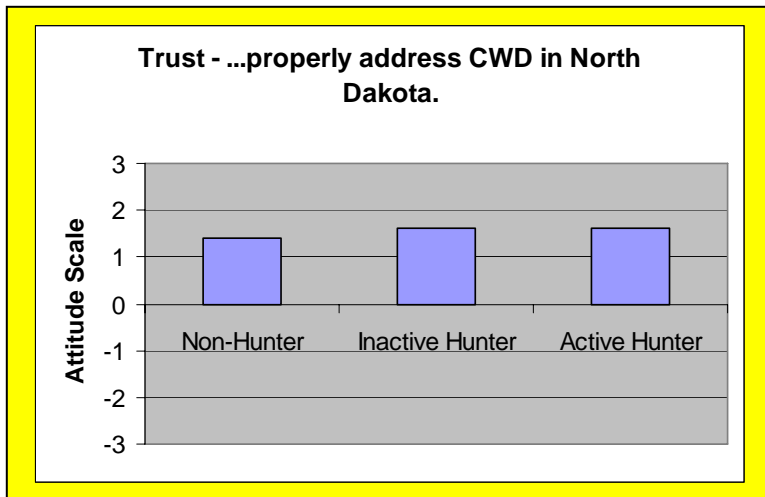 Trust - ...properly address CWD in North
Dakota.
Attitude Scale
3
2
1
0
-1
-2
-3
Non-Hunter Inactive Hunter Active Hunter